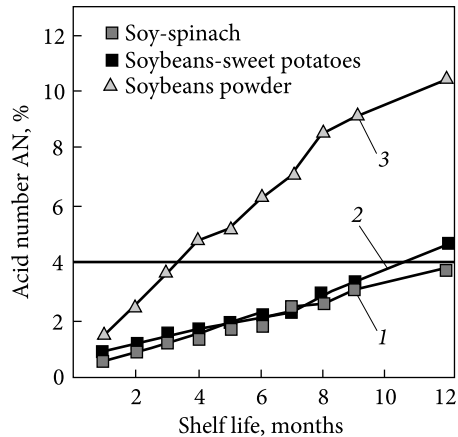 Soy-spinach
Soybeans-sweet potatoes
Soybeans powder
Acid number AN, %
12
10
8
6
4
2
0
3
2
1
2 4 6 8 10 12
Shelf life, months